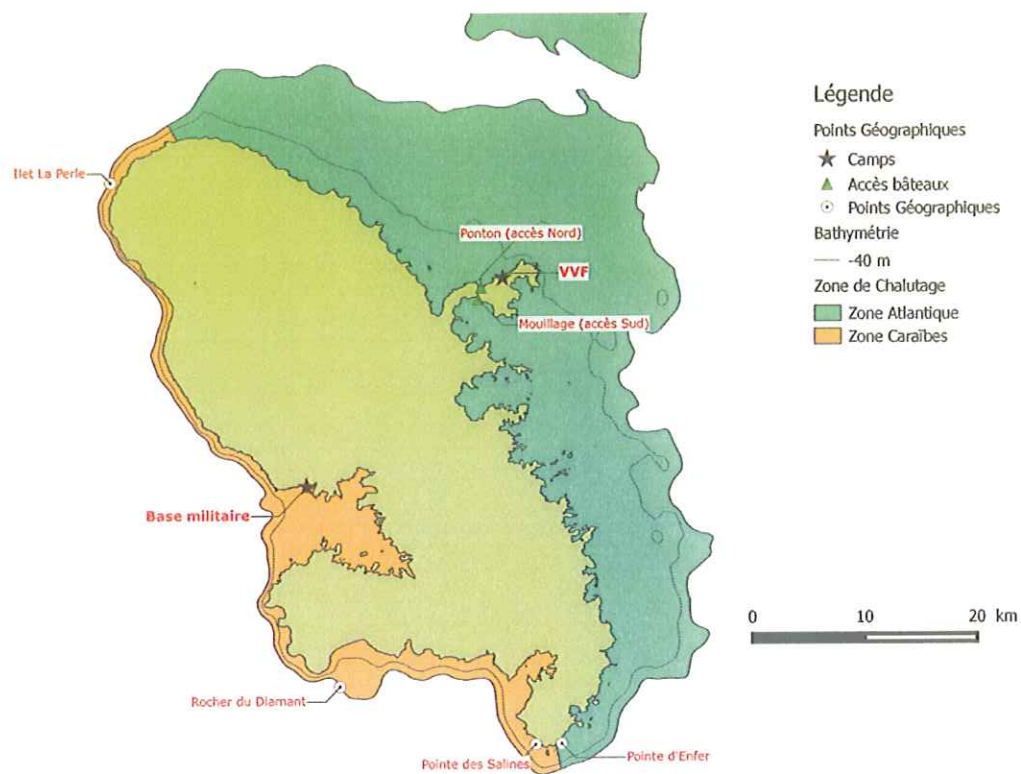 Légende
Points Géographiques
Camps
Accès bâteaux
Points Géographiques
Bathymétrie
-40 m
Zone de Chalutage
Zone Atlantique
Zone Caraïbes
Ilet La Perle
Ponton (accès Nord)
VVF
Mouillage (accès Sud)
Base militaire
0 10 20 km
Rocher du Diamant
Pointe des Salines
Pointe d'Enfer